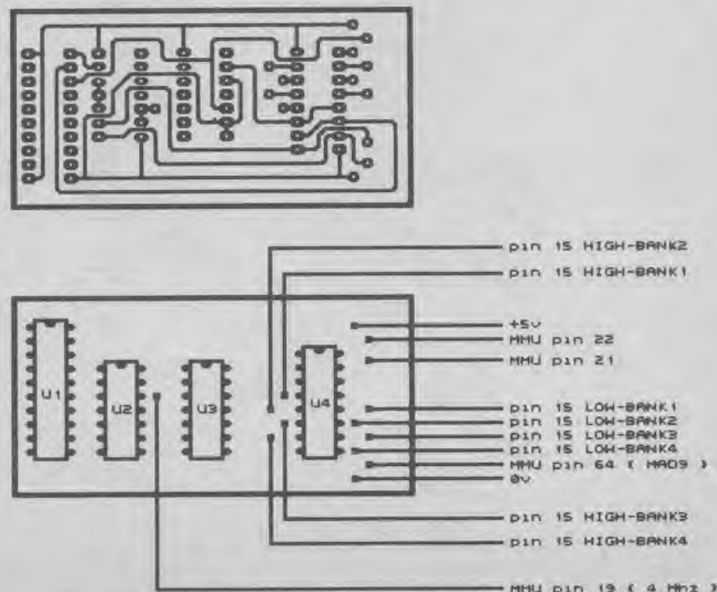 pin 15 HIGH-BANK2
pin 15 HIGH-BANK1
+5v
MMU pin 22
MMU pin 21
U1
U2
U3
U4
pin 15 LOW-BANK1
pin 15 LOW-BANK2
pin 15 LOW-BANK3
pin 15 LOW-BANK4
MMU pin 64 ( MAD9 )
0v
pin 15 HIGH-BANK3
pin 15 HIGH-BANK4
MMU pin 19 ( 4 Mhz )